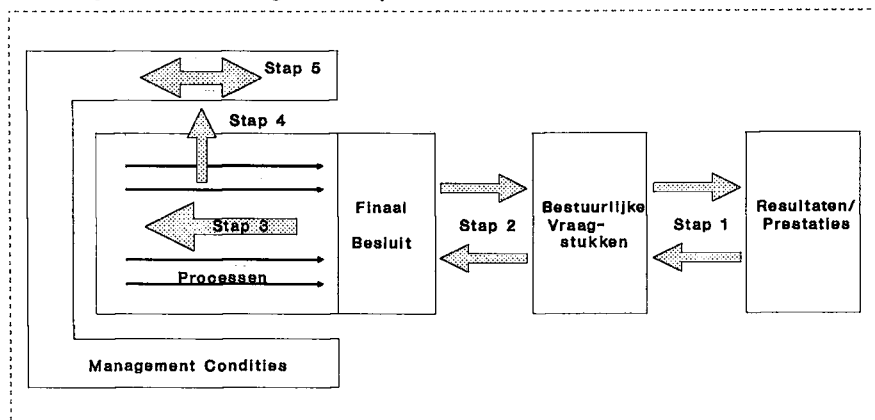 Stap 5
Stap 4
Stap 3
Processen
Finaal
Besluit
Stap 2
Bestuurlijke
Vraag-
stukken
Stap 1
Resultaten/
Prestaties
Management Condities